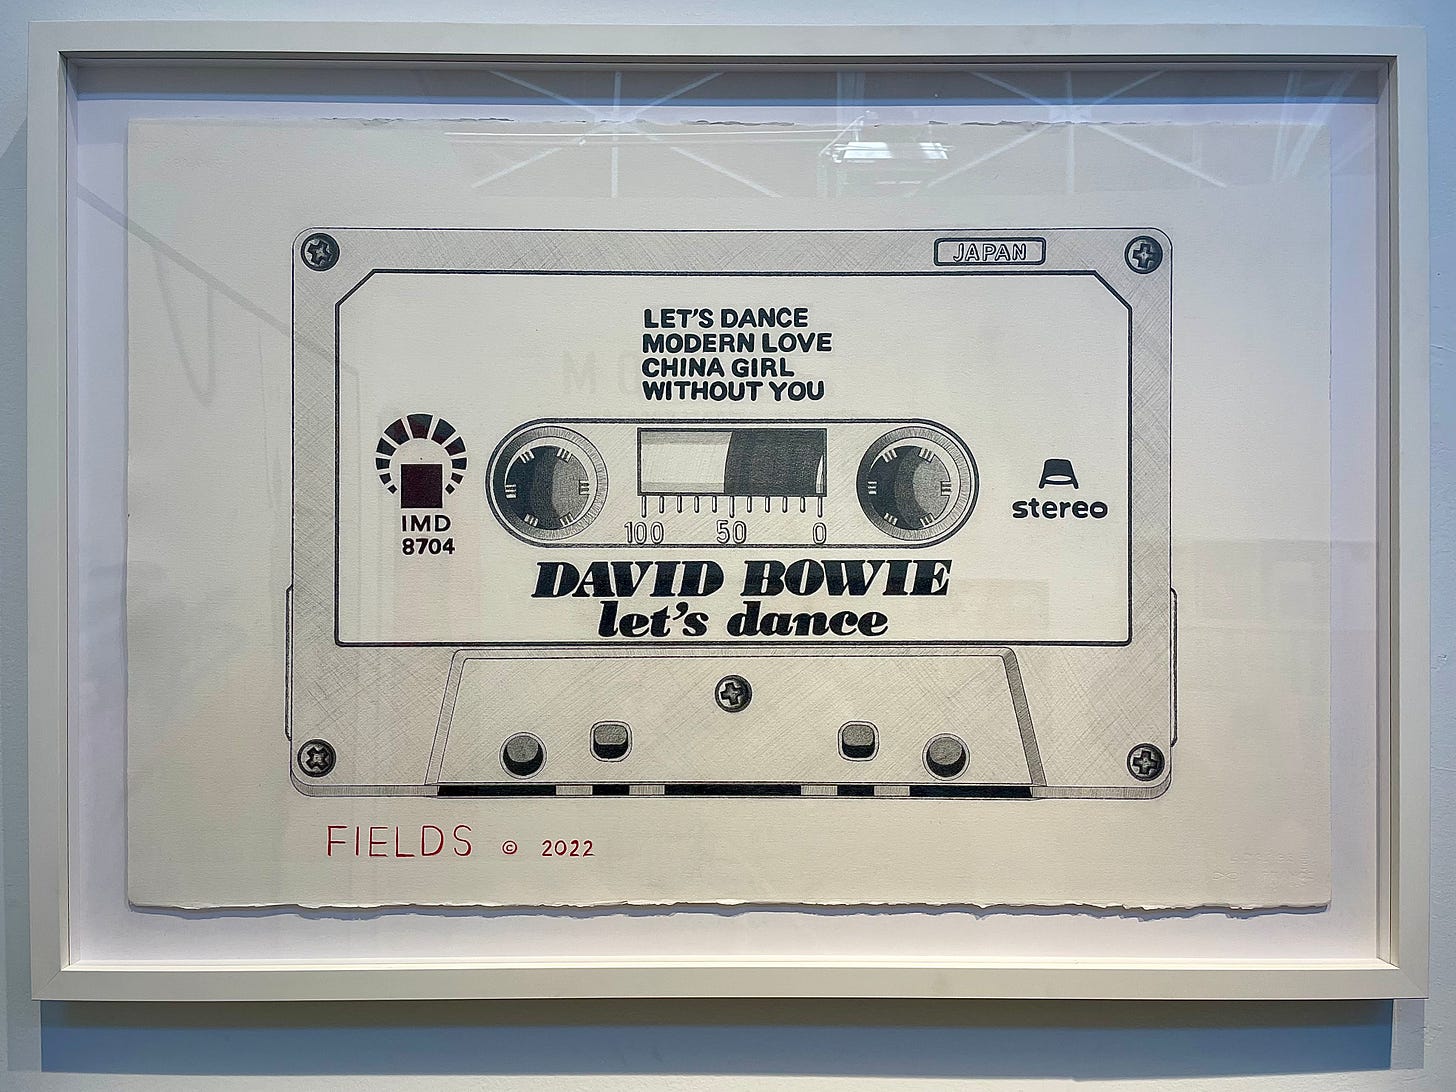 JAPAN
LET'S DANCE
MODERN LOVE
CHINA GIRL
WITHOUT YOU
IMD
8704
A
stereo
100 50 0
DAVID BOWIE
let's dance
FIELDS © 2022